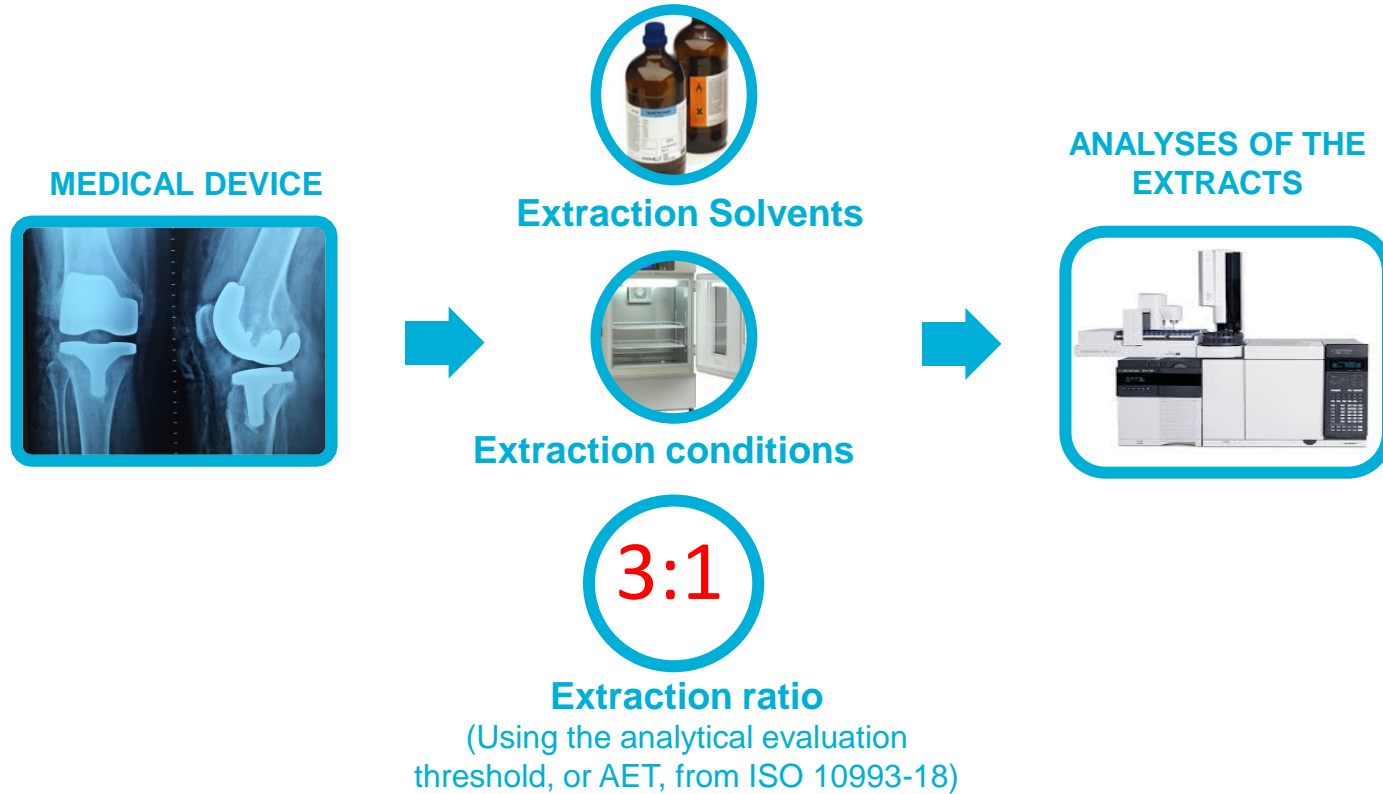 MEDICAL DEVICE
Extraction Solvents
Extraction conditions
3:1
Extraction ratio
(Using the analytical evaluation
threshold, or AET, from ISO 10993-18)
ANALYSES OF THE
EXTRACTS